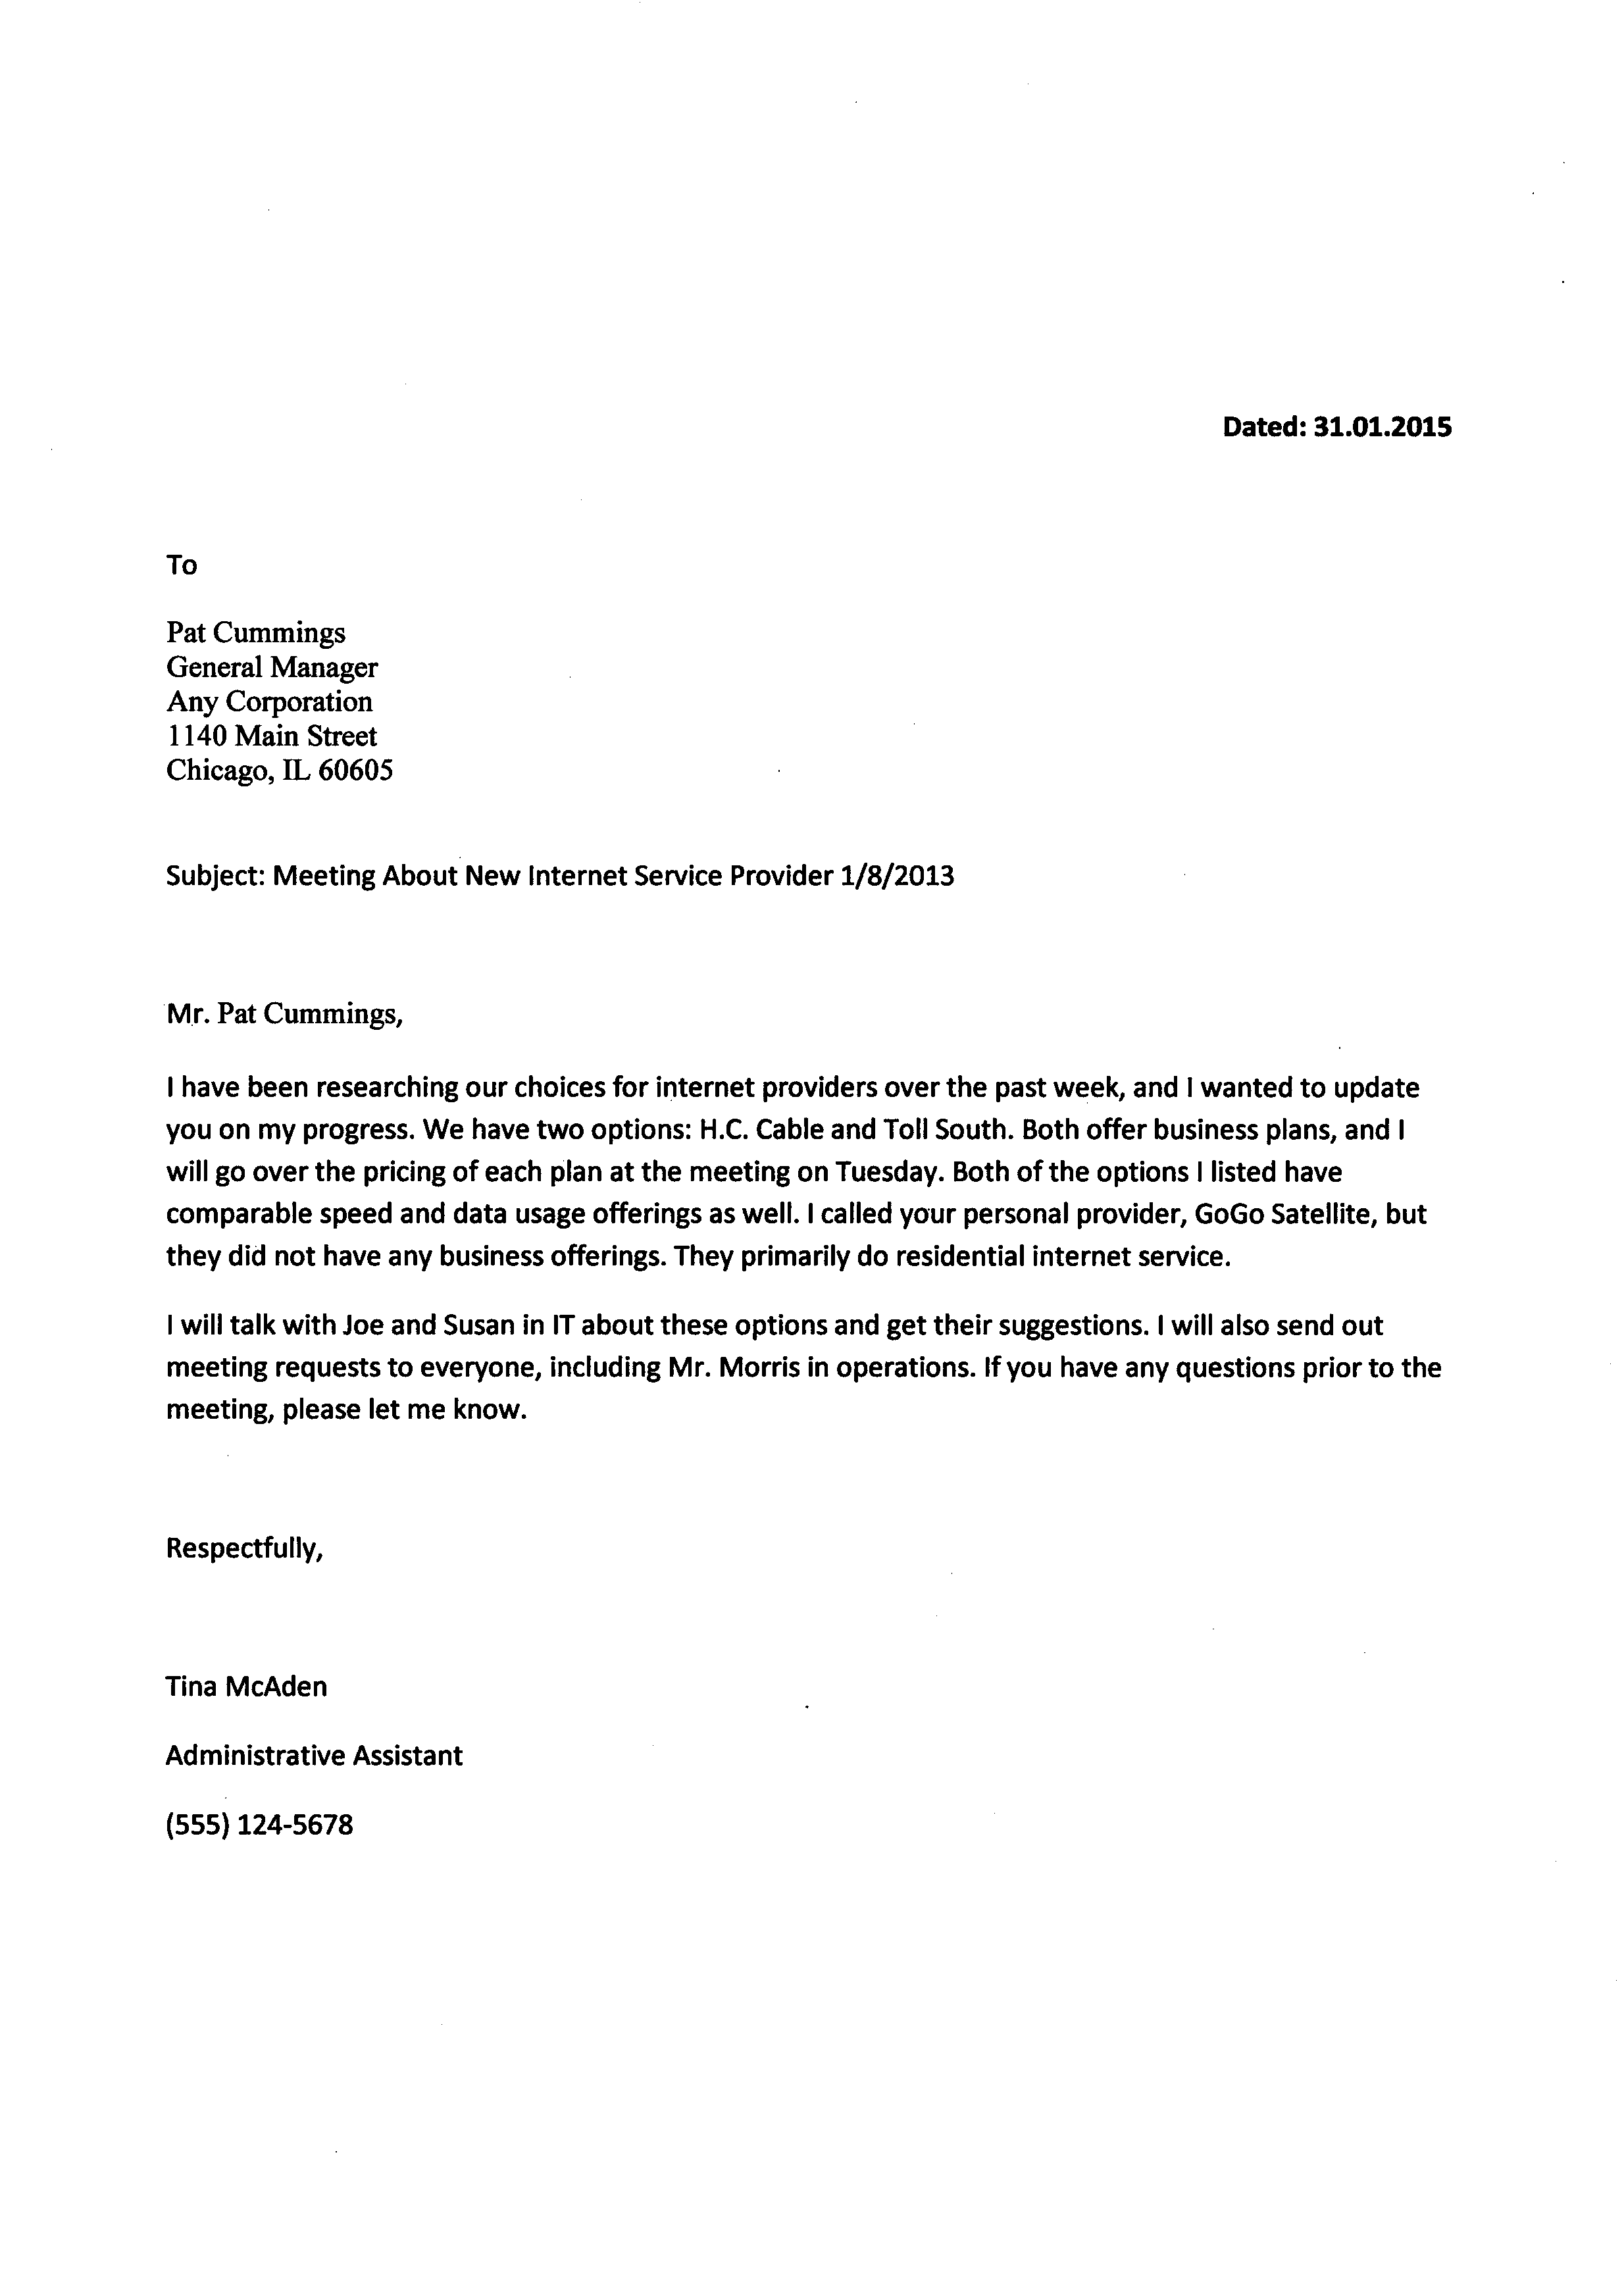 Dated: 31.01.2015
To
Pat Cummings
General Manager
Any Corporation
1140 Main Street
Chicago, IL 60605
Subject: Meeting About New Internet Service Provider 1/8/2013
Mr. Pat Cummings,
I have been researching our choices for internet providers over the past week, and I wanted to update
you on my progress. We have two options: H.C. Cable and Toll South. Both offer business plans, and I
will go over the pricing of each plan at the meeting on Tuesday. Both of the options I listed have
comparable speed and data usage offerings as well. I called your personal provider, GoGo Satellite, but
they did not have any business offerings. They primarily do residential internet service.
I will talk with Joe and Susan in IT about these options and get their suggestions. I will also send out
meeting requests to everyone, including Mr. Morris in operations. If you have any questions prior to the
meeting, please let me know.
Respectfully,
Tina McAden
Administrative Assistant
(555) 124-5678